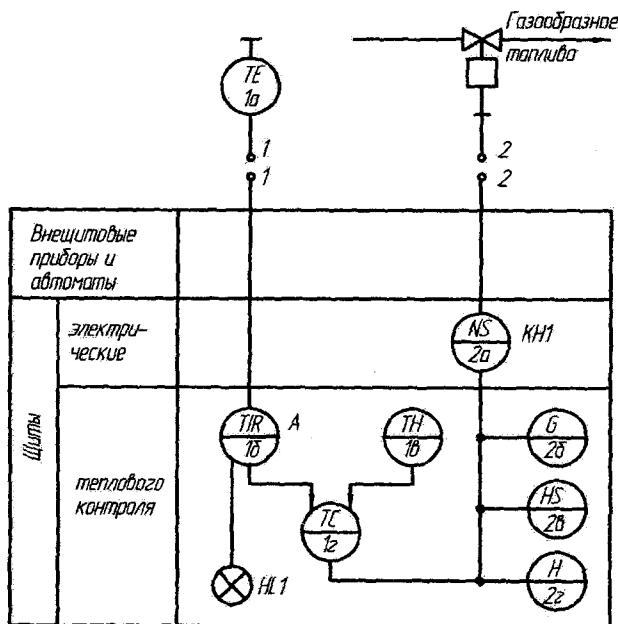 Газообразное
топливо
TE
1а
1
1
2
2
Внещитовые
приборы и
автоматы
Щиты
электри-
ческие
NS
2а
КН1
теплового
контроля
TIR
1б
А
TH
1в
G
2б
TC
1г
HS
2в
HL1
H
2г